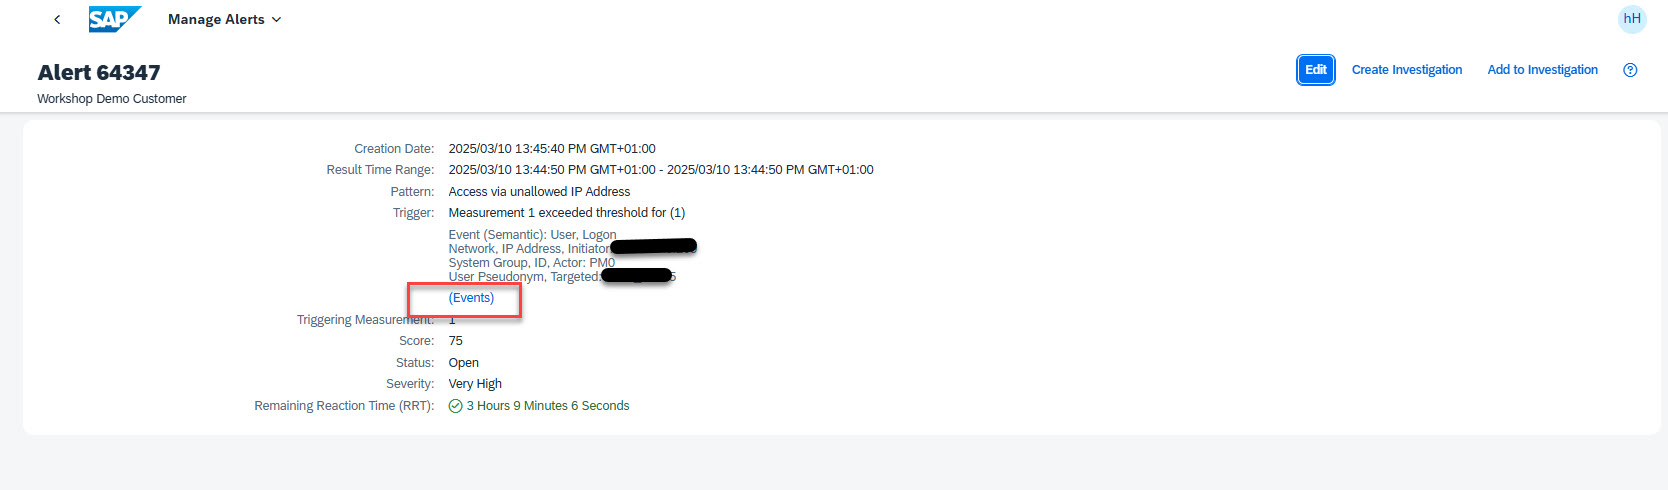 SAP
Manage Alerts
hH
Alert 64347
Workshop Demo Customer
Edit
Create Investigation
Add to Investigation
Creation Date: 2025/03/10 13:45:40 PM GMT+01:00
Result Time Range: 2025/03/10 13:44:50 PM GMT+01:00 - 2025/03/10 13:44:50 PM GMT+01:00
Pattern: Access via unallowed IP Address
Trigger: Measurement 1 exceeded threshold for (1)
Event (Semantic): User, Logon
Network, IP Address, Initiator
System Group, ID, Actor: PM0
User Pseudonym, Targeted: 5
(Events)
Triggering Measurement: 1
Score: 75
Status: Open
Severity: Very High
Remaining Reaction Time (RRT): 3 Hours 9 Minutes 6 Seconds